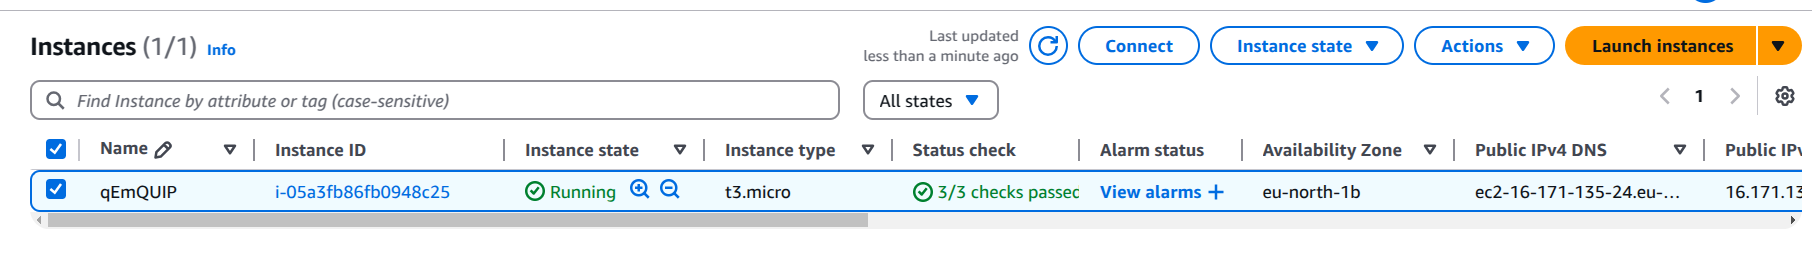 Instances (1/1) Info
Last updated
less than a minute ago
Connect
Instance state
Actions
Launch instances
Find Instance by attribute or tag (case-sensitive)
All states
1
Name Instance ID Instance state Instance type Status check Alarm status Availability Zone Public IPv4 DNS Public IPv
qEmQUIP i-05a3fb86fb0948c25 Running t3.micro 3/3 checks passed View alarms + eu-north-1b ec2-16-171-135-24.eu-... 16.171.13